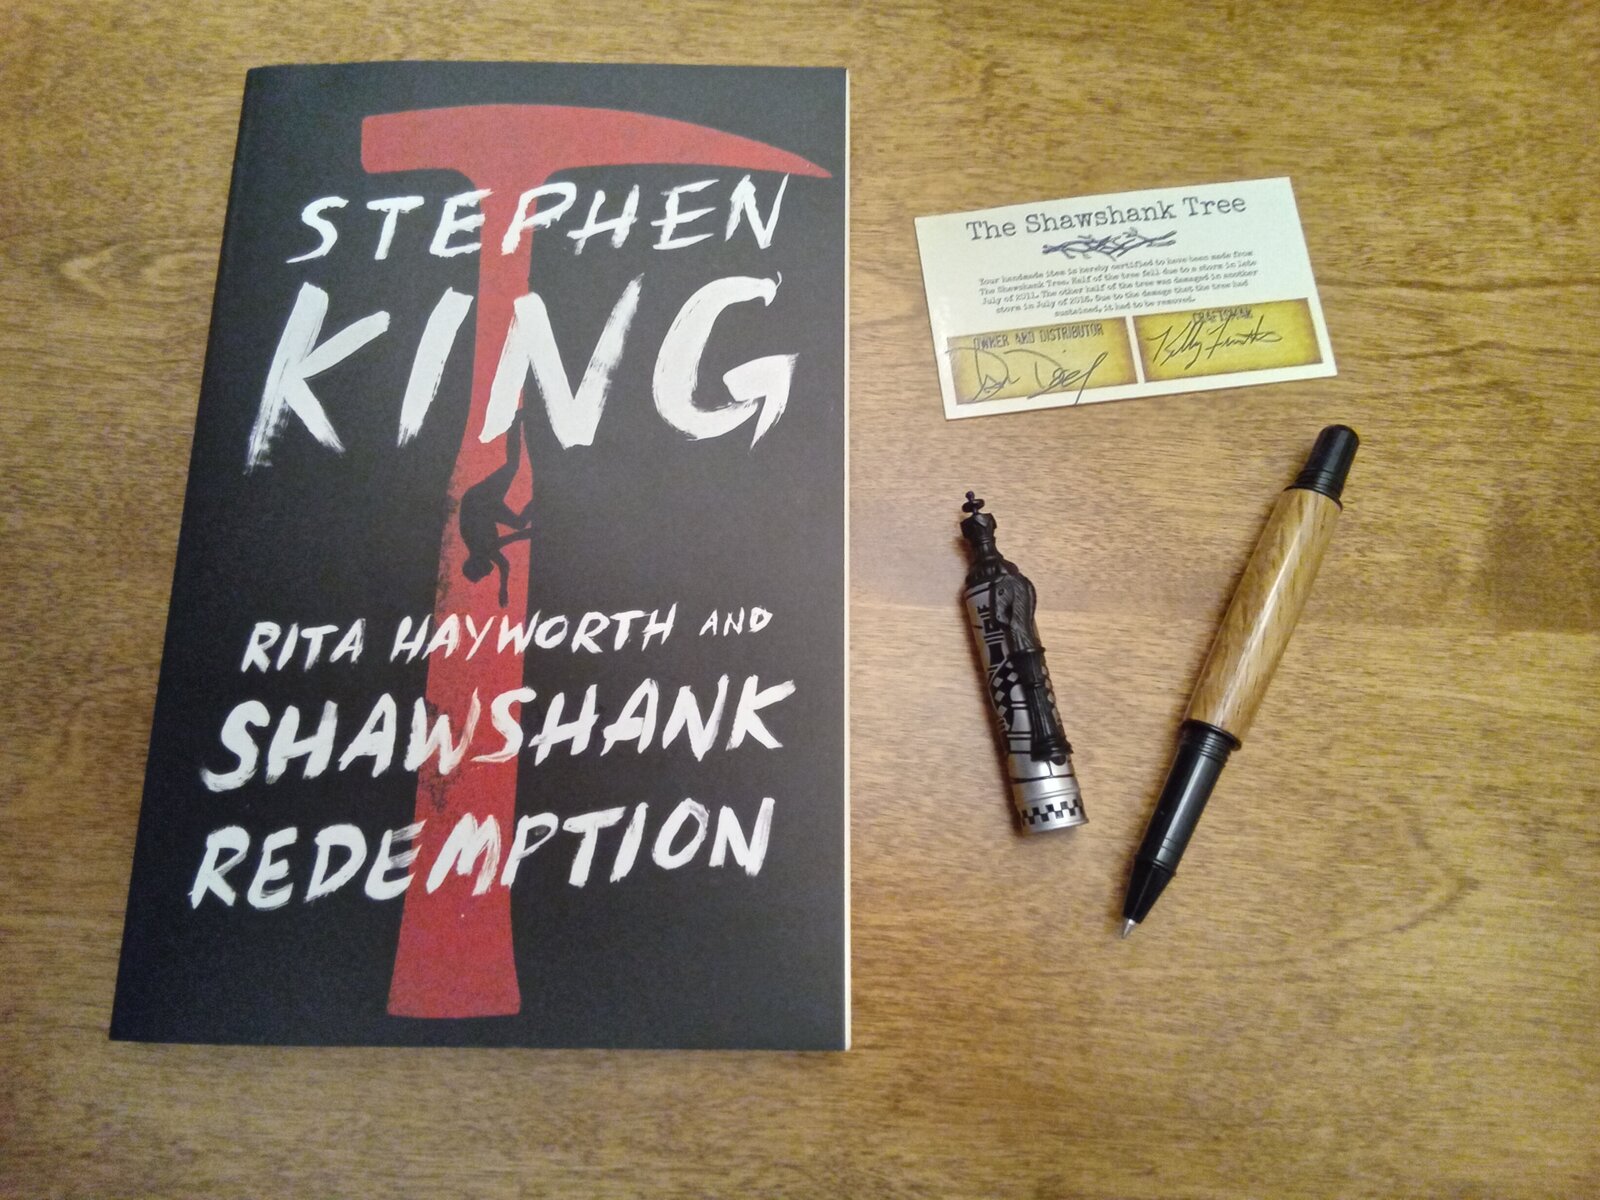 STEPHEN
KING
RITA HAYWORTH AND
SHAWSHANK
REDEMPTION
The Shawshank Tree
Your handmade item is hereby certified to have been made from
The Shawshank Tree. Half of the tree fell due to a storm in late
July of 2011. The other half of the tree was damaged in another
storm in July of 2016. Due to the damage that the tree had
sustained, it had to be removed.
OWNER AND DISTRIBUTOR
CRAFTSMAN